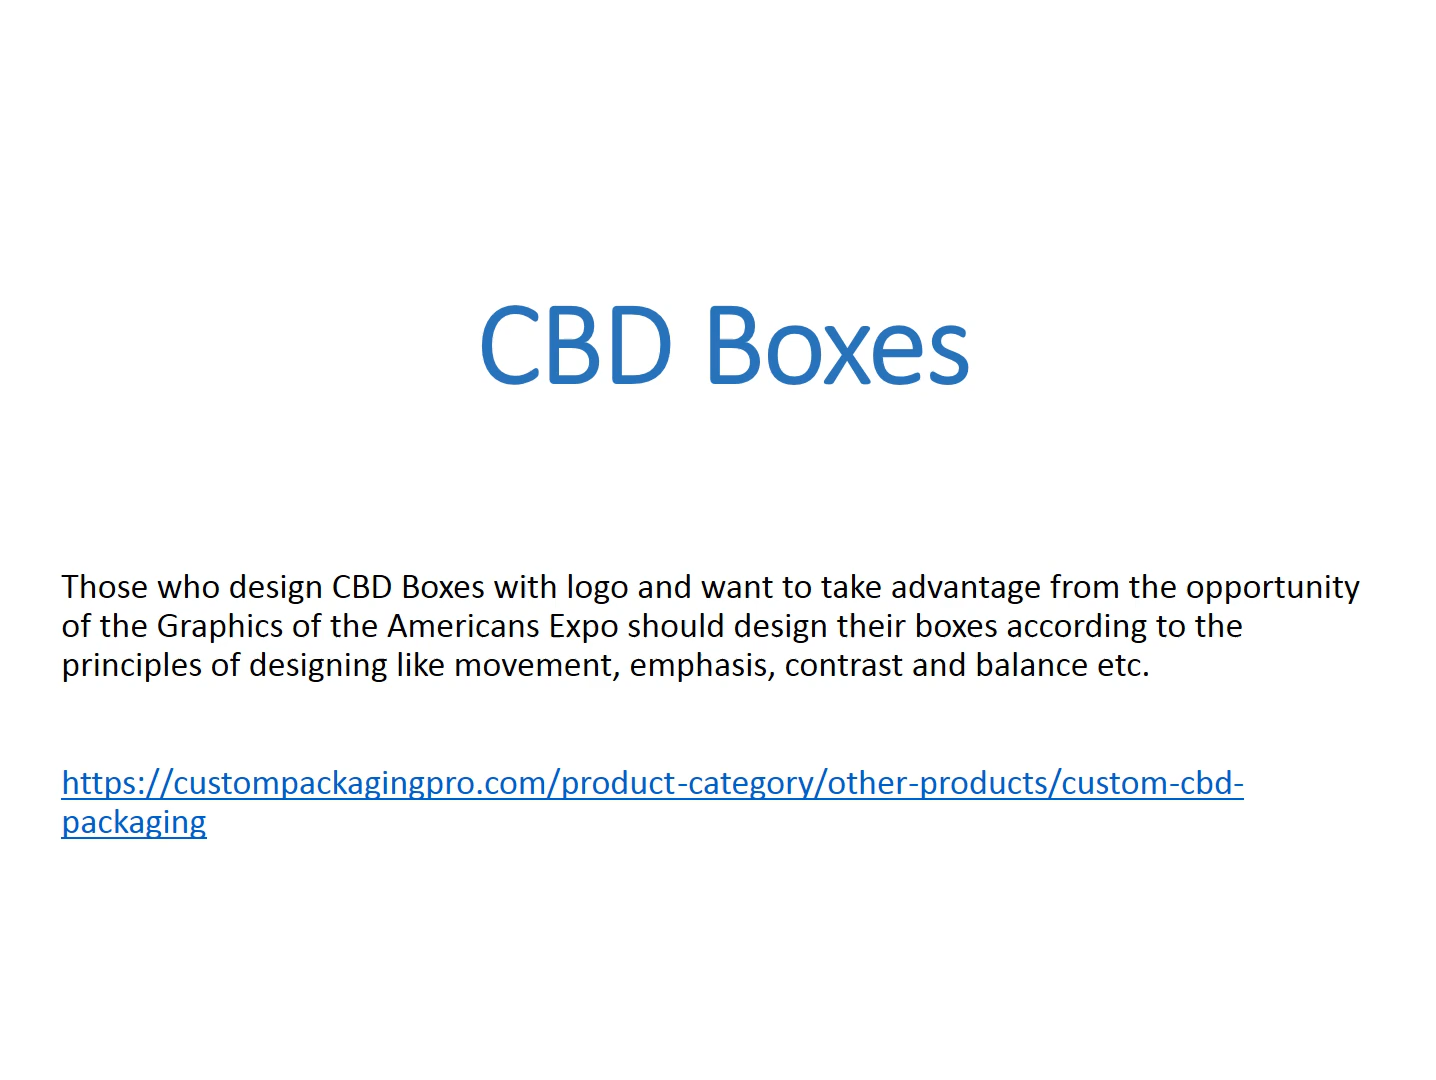 CBD Boxes
Those who design CBD Boxes with logo and want to take advantage from the opportunity
of the Graphics of the Americans Expo should design their boxes according to the
principles of designing like movement, emphasis, contrast and balance etc.
https://custompackagingpro.com/product-category/other-products/custom-cbd-
packaging